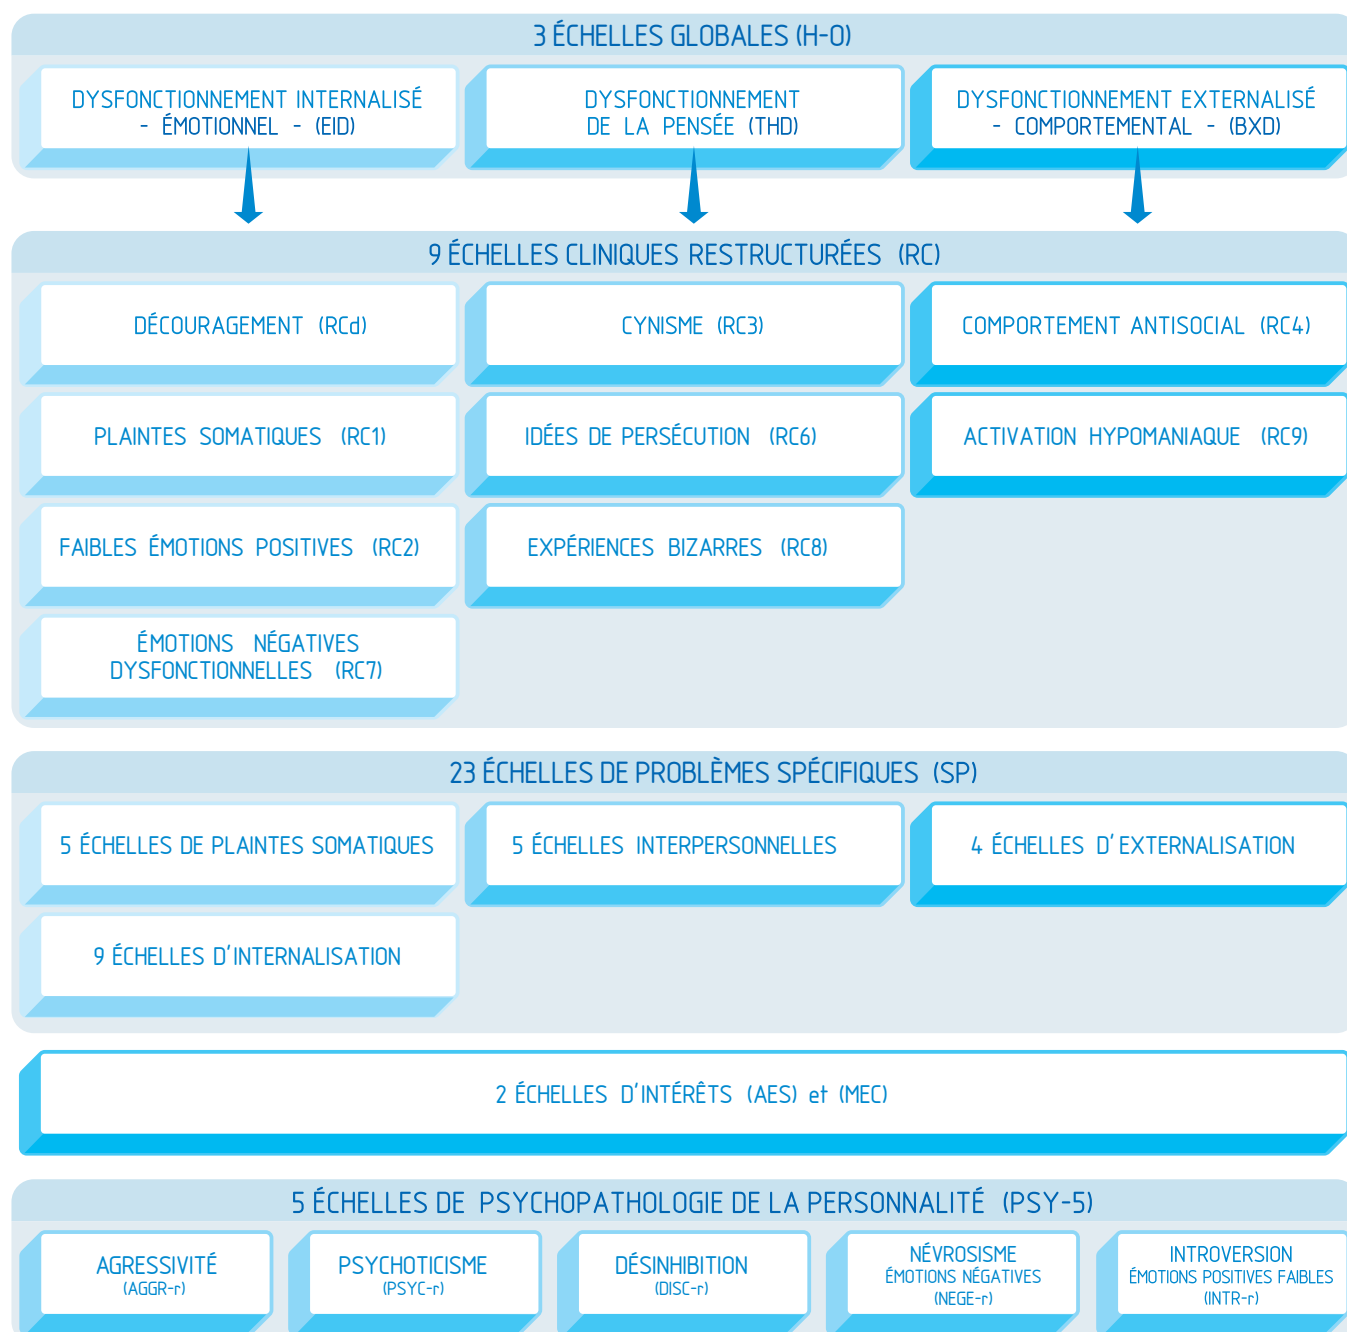 3 ÉCHELLES GLOBALES (H-O)
DYSFONCTIONNEMENT INTERNALISÉ
- ÉMOTIONNEL - (EID)
DYSFONCTIONNEMENT
DE LA PENSÉE (THD)
DYSFONCTIONNEMENT EXTERNALISÉ
- COMPORTEMENTAL - (BXD)
9 ÉCHELLES CLINIQUES RESTRUCTURÉES (RC)
DÉCOURAGEMENT (RCd)
CYNISME (RC3)
COMPORTEMENT ANTISOCIAL (RC4)
PLAINTES SOMATIQUES (RC1)
IDÉES DE PERSÉCUTION (RC6)
ACTIVATION HYPOMANIAQUE (RC9)
FAIBLES ÉMOTIONS POSITIVES (RC2)
EXPÉRIENCES BIZARRES (RC8)
ÉMOTIONS NÉGATIVES
DYSFONCTIONNELLES (RC7)
23 ÉCHELLES DE PROBLÈMES SPÉCIFIQUES (SP)
5 ÉCHELLES DE PLAINTES SOMATIQUES
5 ÉCHELLES INTERPERSONNELLES
4 ÉCHELLES D'EXTERNALISATION
9 ÉCHELLES D'INTERNALISATION
2 ÉCHELLES D'INTÉRÊTS (AES) et (MEC)
5 ÉCHELLES DE PSYCHOPATHOLOGIE DE LA PERSONNALITÉ (PSY-5)
AGRESSIVITÉ
(AGGR-r)
PSYCHOTICISME
(PSYC-r)
DÉSINHIBITION
(DISC-r)
NÉVROSISME
ÉMOTIONS NÉGATIVES
(NEGE-r)
INTROVERSION
ÉMOTIONS POSITIVES FAIBLES
(INTR-r)